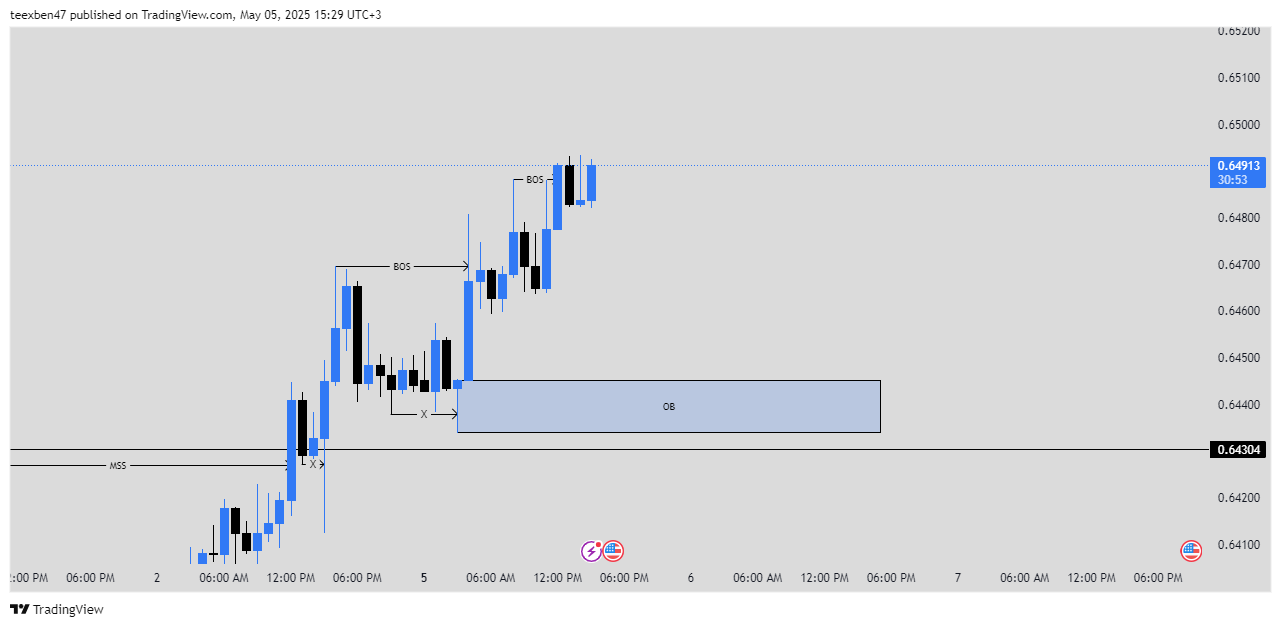 teexben47 published on TradingView.com, May 05, 2025 15:29 UTC+3
0.65200
0.65100
0.65000
0.64913
30:53
BOS
0.64800
BOS
0.64700
0.64600
0.64500
OB
0.64400
X
0.64304
MSS
X
0.64200
0.64100
2:00 PM 06:00 PM 2 06:00 AM 12:00 PM 06:00 PM 5 06:00 AM 12:00 PM 06:00 PM 6 06:00 AM 12:00 PM 06:00 PM 7 06:00 AM 12:00 PM 06:00 PM
TradingView